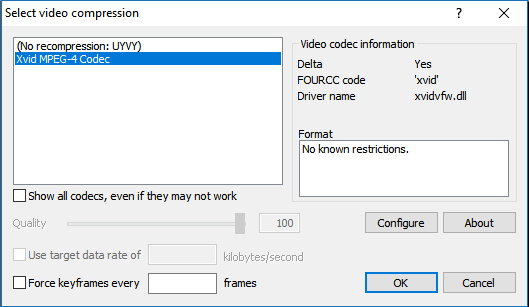 Select video compression
(No recompression: UYVY)
Xvid MPEG-4 Codec
Video codec information
Delta Yes
FOURCC code 'xvid'
Driver name xvidvfw.dll
Format
No known restrictions.
Show all codecs, even if they may not work
Quality 100
Configure About
Use target data rate of kilobytes/second
Force keyframes every frames
OK Cancel